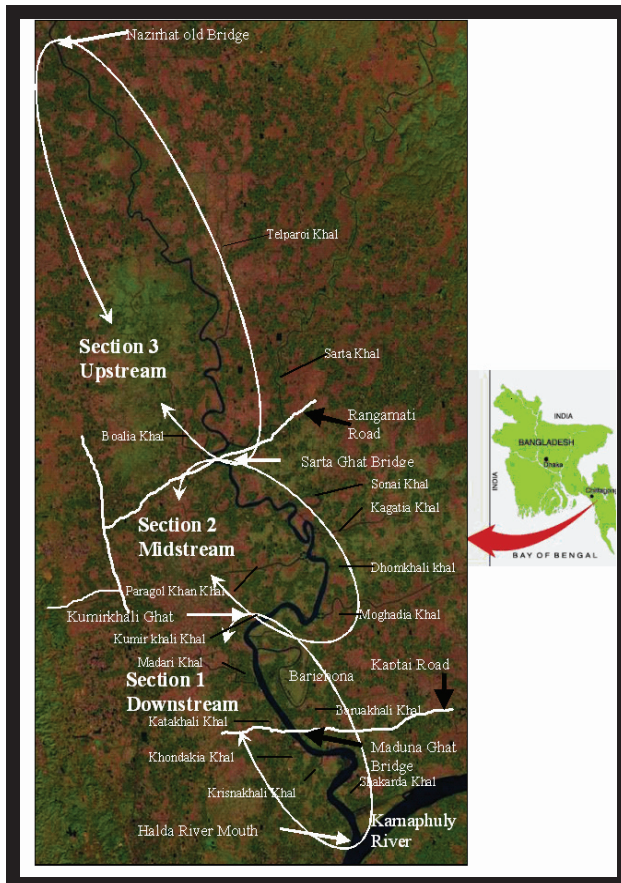 Nazirhat old Bridge
Telparoi Khal
Section 3
Upstream
Sarta Khal
Rangamati
Road
Boalia Khal
Sarta Ghat Bridge
Sonai Khal
Kagatia Khal
Section 2
Midstream
Dhomkhali khal
Paragol Khan Khal
Kumirkhali Ghat
Moghadia Khal
Kumir khali Khal
Madari Khal
Kaptai Road
Section 1
Downstream
Barighona
Baruakhali Khal
Katakhali Khal
Khondakia Khal
Maduna Ghat
Bridge
Shakarda Khal
Krisnakhali Khal
Halda River Mouth
Karnaphuly
River
INDIA
BANGLADESH
Dhaka
INDIA
Chittagong
BAY OF BENGAL